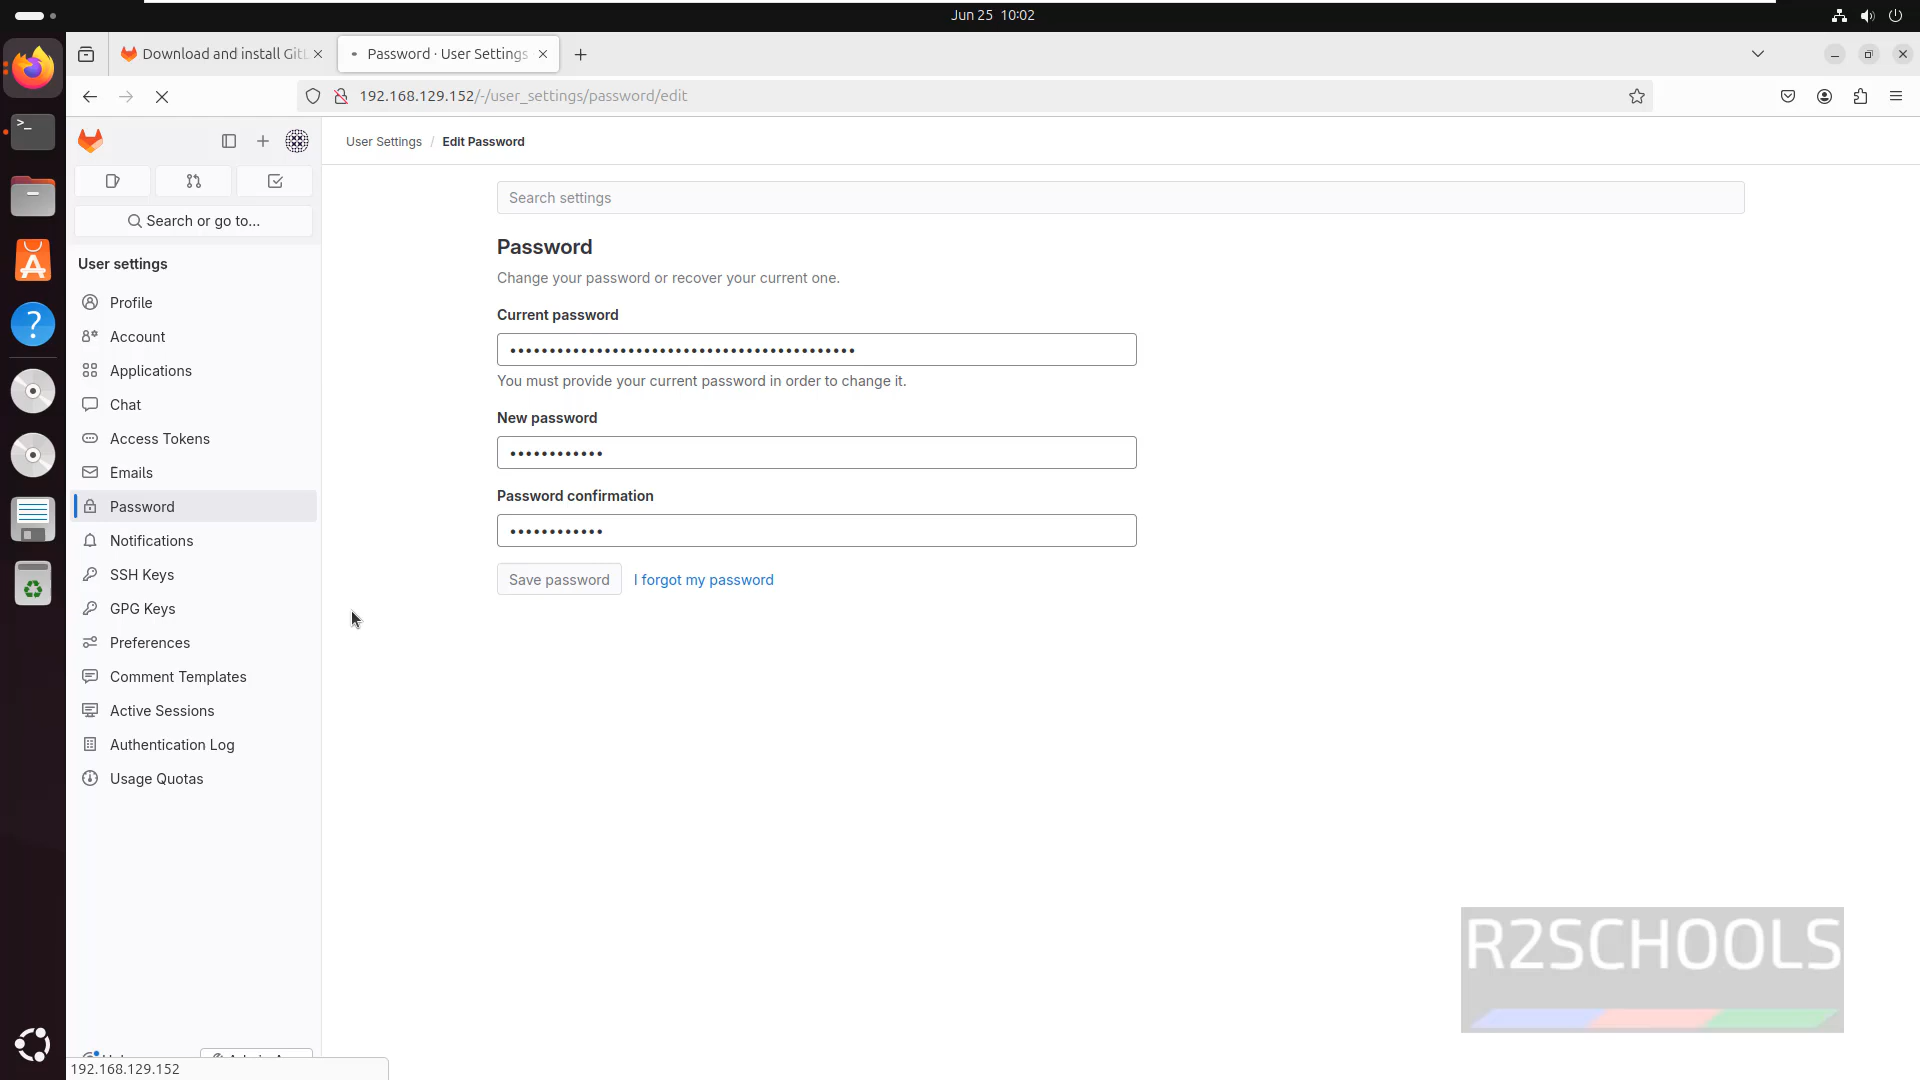 Jun 25 10:02
Download and install Git
Password · User Settings
192.168.129.152/-/user_settings/password/edit
User Settings / Edit Password
Search or go to...
Search settings
User settings
Profile
Account
Applications
Chat
Access Tokens
Emails
Password
Notifications
SSH Keys
GPG Keys
Preferences
Comment Templates
Active Sessions
Authentication Log
Usage Quotas
Password
Change your password or recover your current one.
Current password
••••••••••••••••••••••••••••••••••••••••••••
You must provide your current password in order to change it.
New password
••••••••••••
Password confirmation
••••••••••••
Save password
I forgot my password
R2SCHOOLS
192.168.129.152